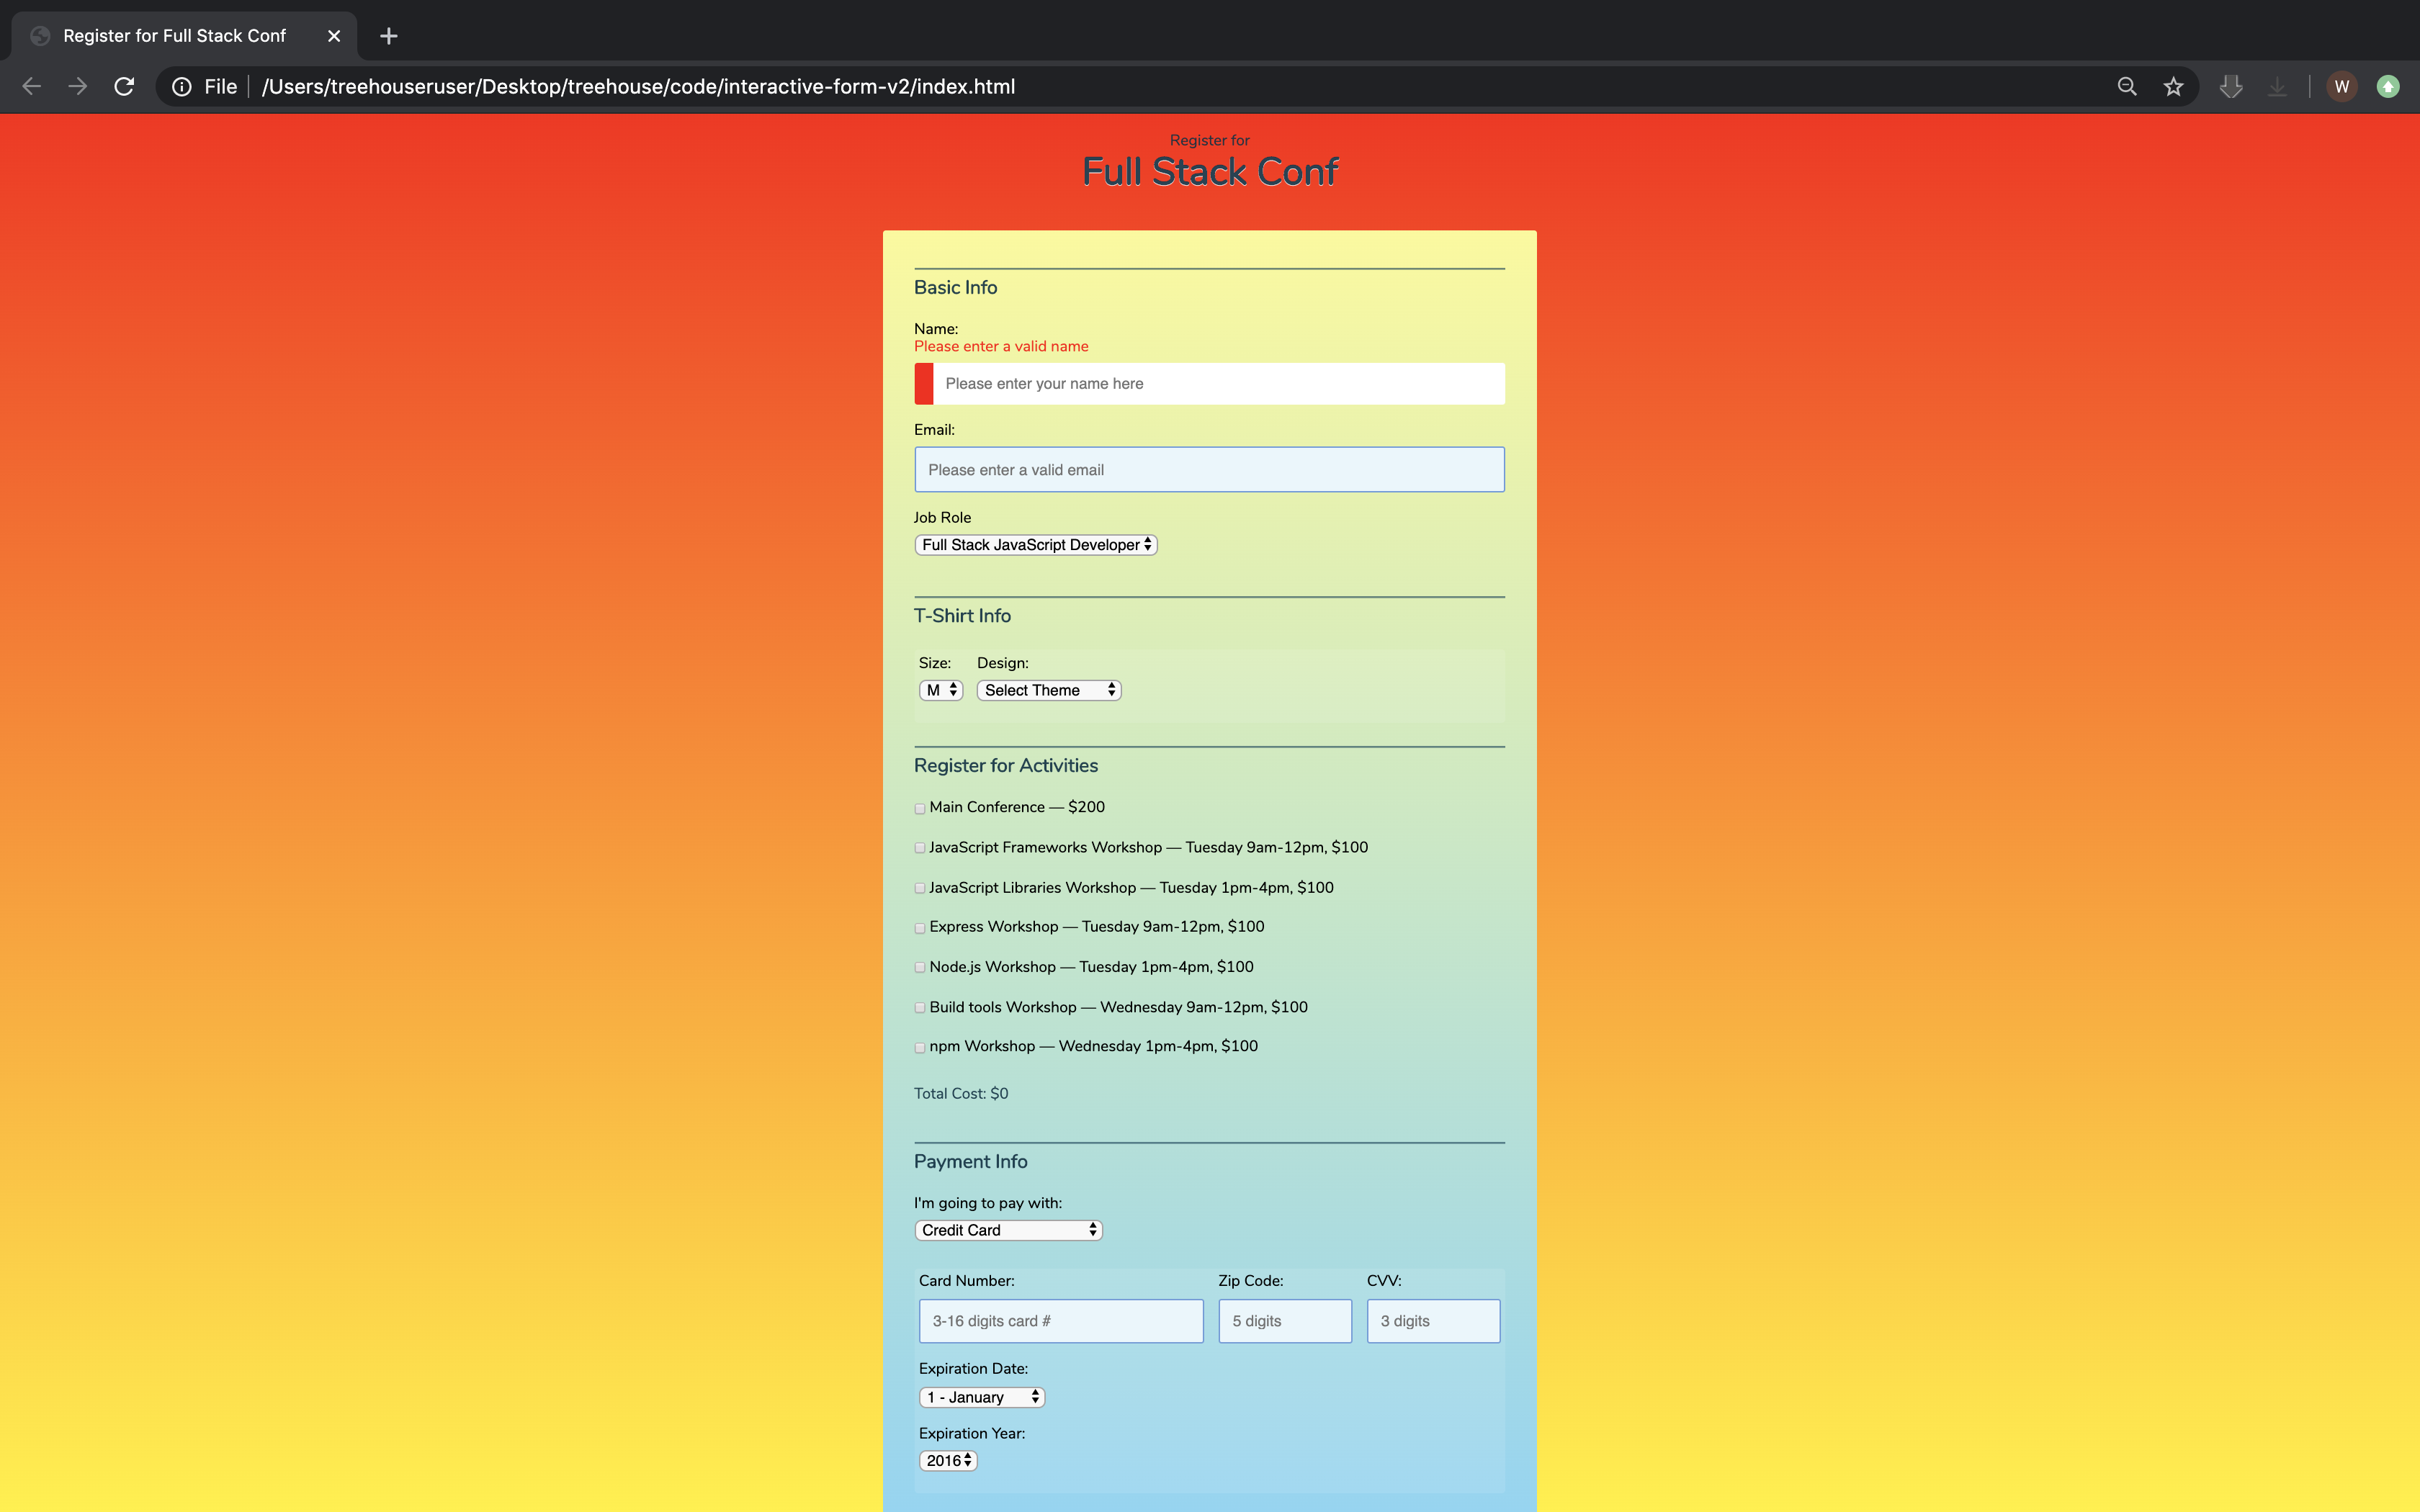 Register for Full Stack Conf
File /Users/treehouseruser/Desktop/treehouse/code/interactive-form-v2/index.html
W
Register for
Full Stack Conf
Basic Info
Name:
Please enter a valid name
Please enter your name here
Email:
Please enter a valid email
Job Role
Full Stack JavaScript Developer
T-Shirt Info
Size: Design:
M Select Theme
Register for Activities
Main Conference — $200
JavaScript Frameworks Workshop — Tuesday 9am-12pm, $100
JavaScript Libraries Workshop — Tuesday 1pm-4pm, $100
Express Workshop — Tuesday 9am-12pm, $100
Node.js Workshop — Tuesday 1pm-4pm, $100
Build tools Workshop — Wednesday 9am-12pm, $100
npm Workshop — Wednesday 1pm-4pm, $100
Total Cost: $0
Payment Info
I'm going to pay with:
Credit Card
Card Number: Zip Code: CVV:
3-16 digits card # 5 digits 3 digits
Expiration Date:
1 - January
Expiration Year:
2016